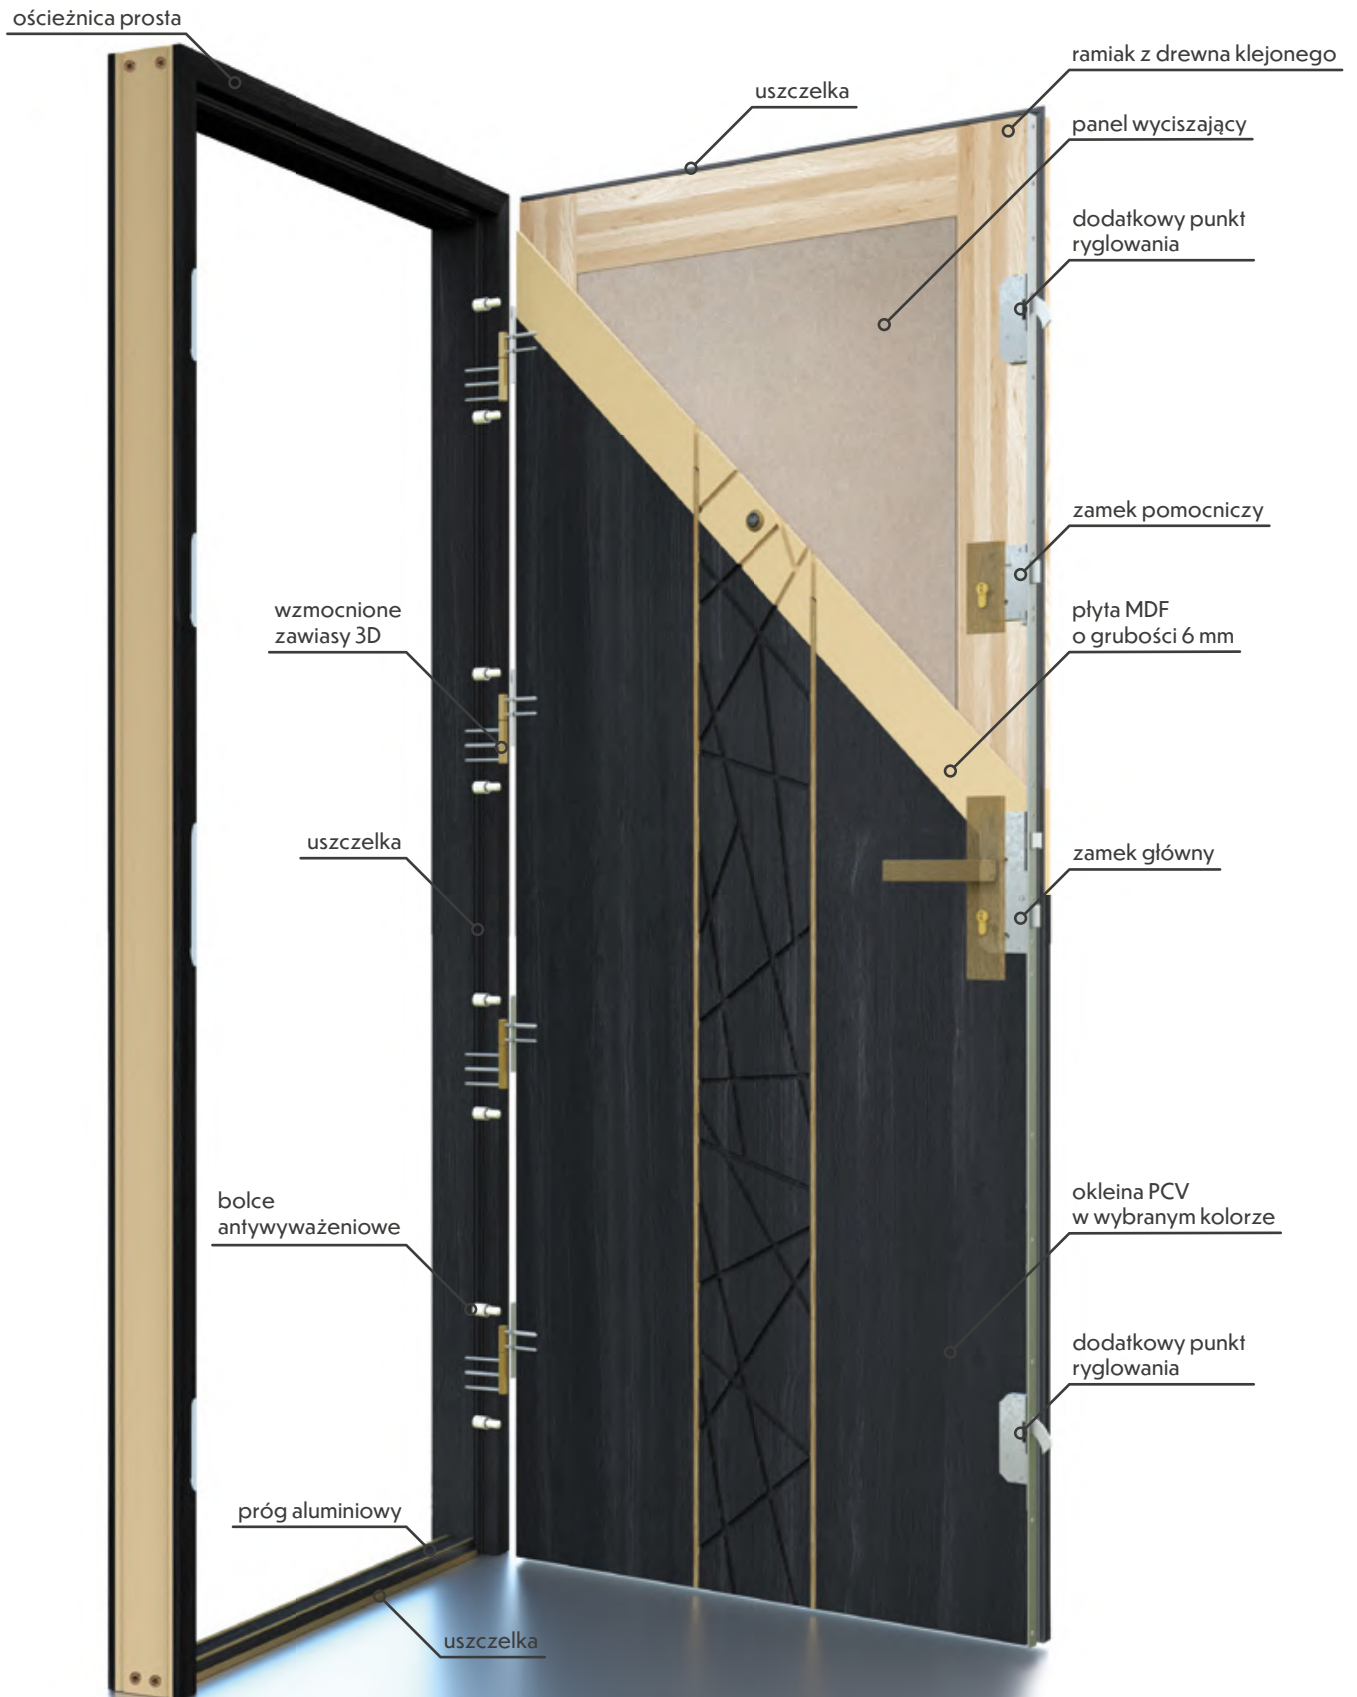 ościeżnica prosta
ramiak z drewna klejonego
uszczelka
panel wyciszający
dodatkowy punkt
ryglowania
zamek pomocniczy
wzmocnione
zawiasy 3D
płyta MDF
o grubości 6 mm
uszczelka
zamek główny
bolce
antywyważeniowe
okleina PCV
w wybranym kolorze
dodatkowy punkt
ryglowania
próg aluminiowy
uszczelka